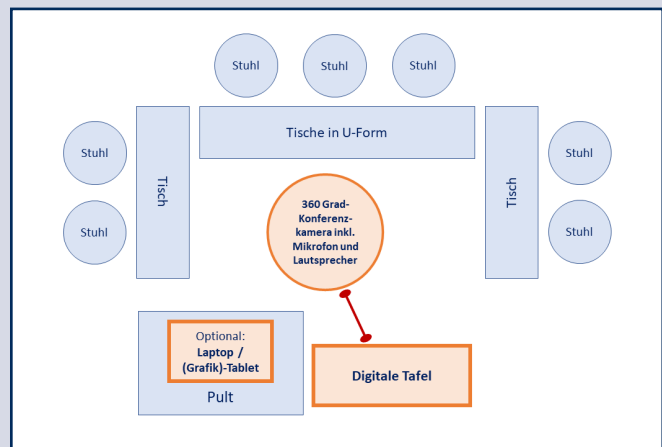 Stuhl
Stuhl
Stuhl
Stuhl
Tisch
Tische in U-Form
Tisch
Stuhl
Stuhl
Stuhl
360 Grad-
Konferenz-
kamera inkl.
Mikrofon und
Lautsprecher
Optional:
Laptop /
(Grafik)-Tablet
Pult
Digitale Tafel